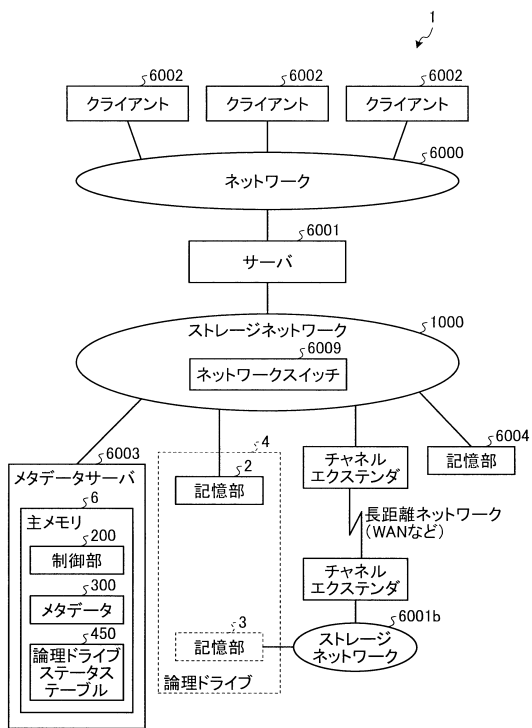 1
6002
クライアント
6002
クライアント
6002
クライアント
6000
ネットワーク
6001
サーバ
1000
ストレージネットワーク
6009
ネットワークスイッチ
6003
メタデータサーバ
6
主メモリ
200
制御部
300
メタデータ
450
論理ドライブ
ステータス
テーブル
4
2
記憶部
3
記憶部
論理ドライブ
チャネル
エクステンダ
長距離ネットワーク
(WANなど)
チャネル
エクステンダ
6001b
ストレージ
ネットワーク
6004
記憶部